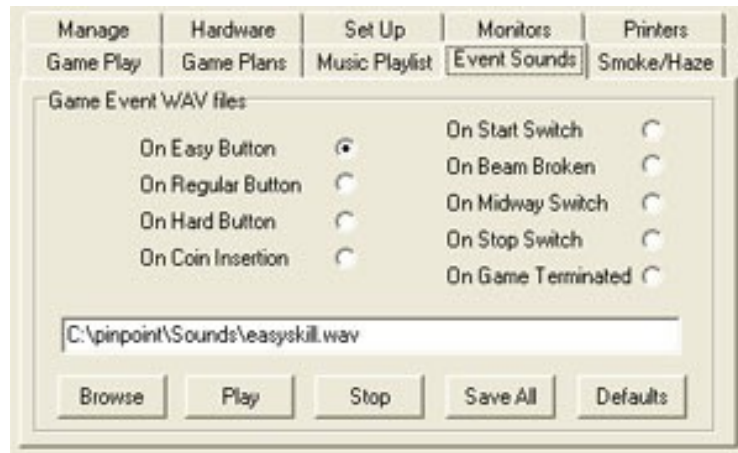 Manage Hardware Set Up Monitors Printers
Game Play Game Plans Music Playlist Event Sounds Smoke/Haze
Game Event WAV files
On Easy Button
On Regular Button
On Hard Button
On Coin Insertion
On Start Switch
On Beam Broken
On Midway Switch
On Stop Switch
On Game Terminated
C:\pinpoint\Sounds\easyskill.wav
Browse Play Stop Save All Defaults